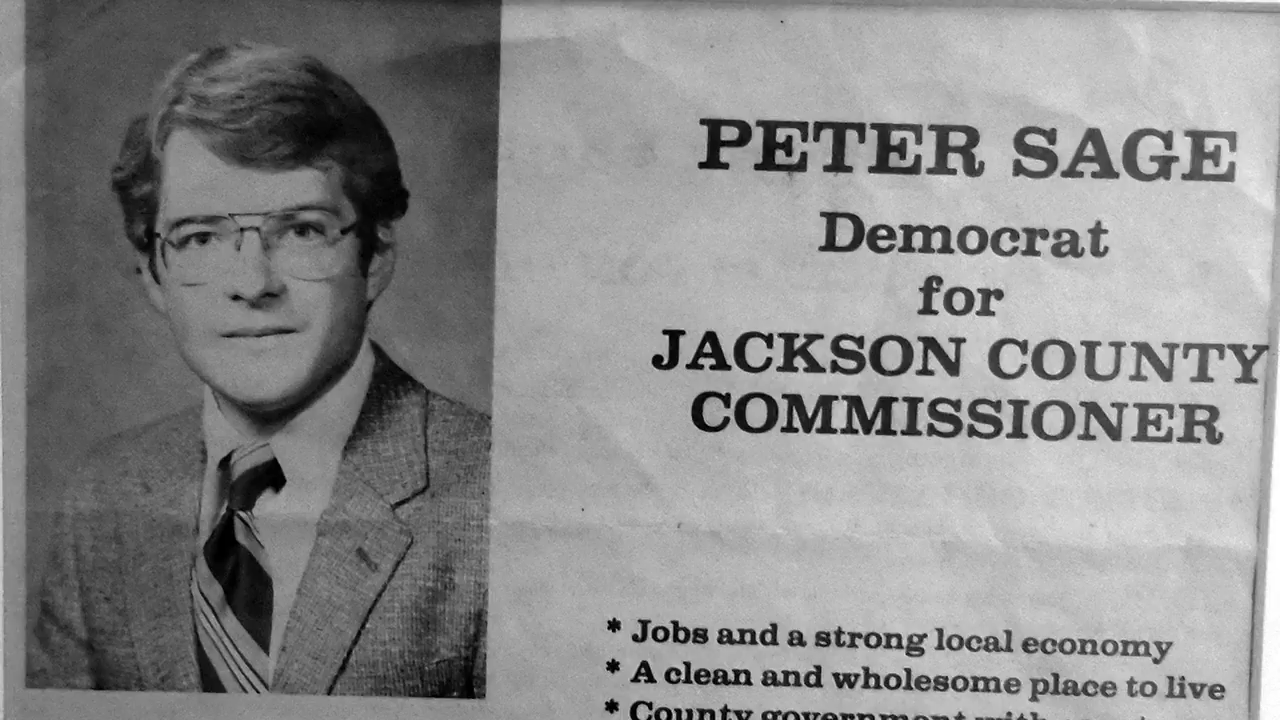 PETER SAGE
Democrat
for
JACKSON COUNTY
COMMISSIONER
* Jobs and a strong local economy
* A clean and wholesome place to live
* County government with